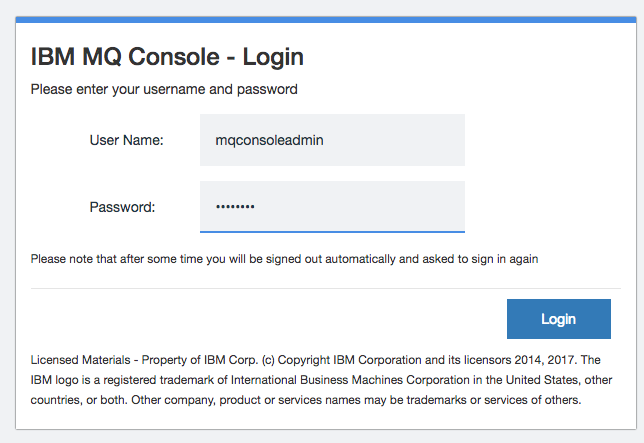 IBM MQ Console - Login
Please enter your username and password
User Name: mqconsoleadmin
Password: ••••••••
Please note that after some time you will be signed out automatically and asked to sign in again
Login
Licensed Materials - Property of IBM Corp. (c) Copyright IBM Corporation and its licensors 2014, 2017. The
IBM logo is a registered trademark of International Business Machines Corporation in the United States, other
countries, or both. Other company, product or services names may be trademarks or services of others.